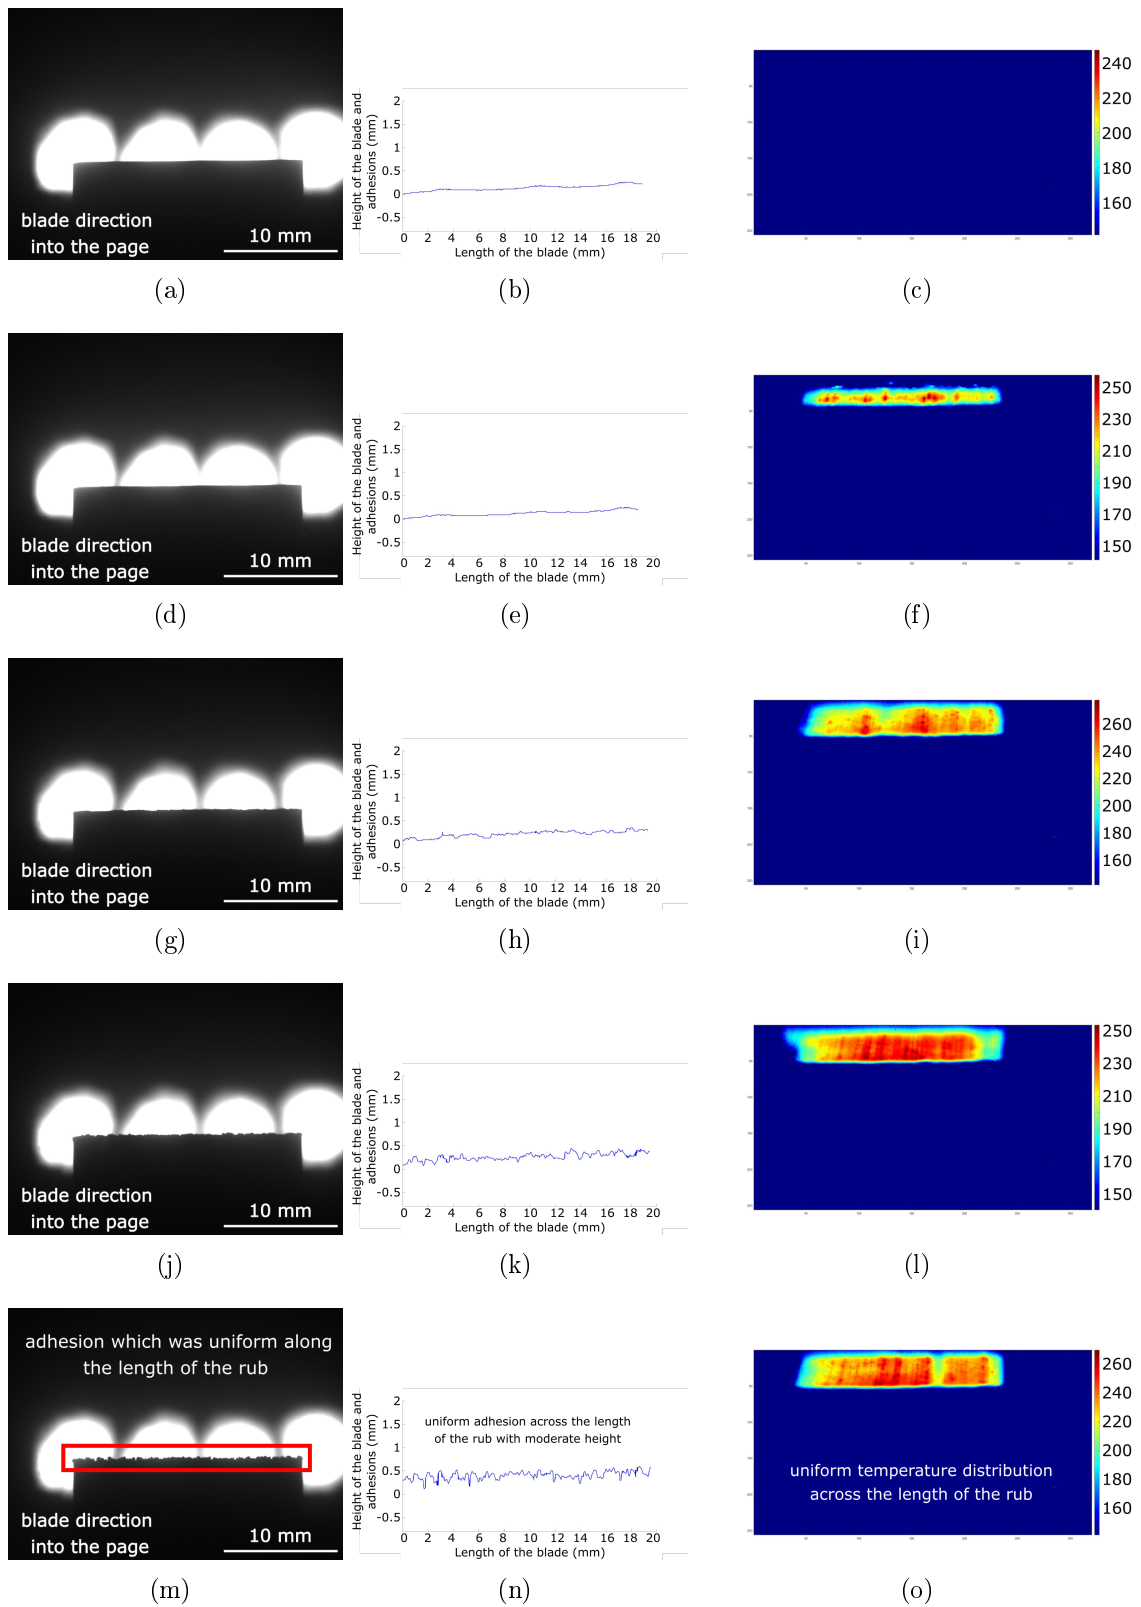 blade direction
into the page
10 mm
Height of the blade and
adhesions (mm)
2
1.5
1
0.5
0
-0.5
0 2 4 6 8 10 12 14 16 18 20
Length of the blade (mm)
240
220
200
180
160
(a)
(b)
(c)
blade direction
into the page
10 mm
Height of the blade and
adhesions (mm)
2
1.5
1
0.5
0
-0.5
0 2 4 6 8 10 12 14 16 18 20
Length of the blade (mm)
250
230
210
190
170
150
(d)
(e)
(f)
blade direction
into the page
10 mm
Height of the blade and
adhesions (mm)
2
1.5
1
0.5
0
-0.5
0 2 4 6 8 10 12 14 16 18 20
Length of the blade (mm)
260
240
220
200
180
160
(g)
(h)
(i)
blade direction
into the page
10 mm
Height of the blade and
adhesions (mm)
2
1.5
1
0.5
0
-0.5
0 2 4 6 8 10 12 14 16 18 20
Length of the blade (mm)
250
230
210
190
170
150
(j)
(k)
(l)
adhesion which was uniform along
the length of the rub
blade direction
into the page
10 mm
Height of the blade and
adhesions (mm)
2
1.5
1
0.5
0
-0.5
uniform adhesion across the length
of the rub with moderate height
0 2 4 6 8 10 12 14 16 18 20
Length of the blade (mm)
uniform temperature distribution
across the length of the rub
260
240
220
200
180
160
(m)
(n)
(o)